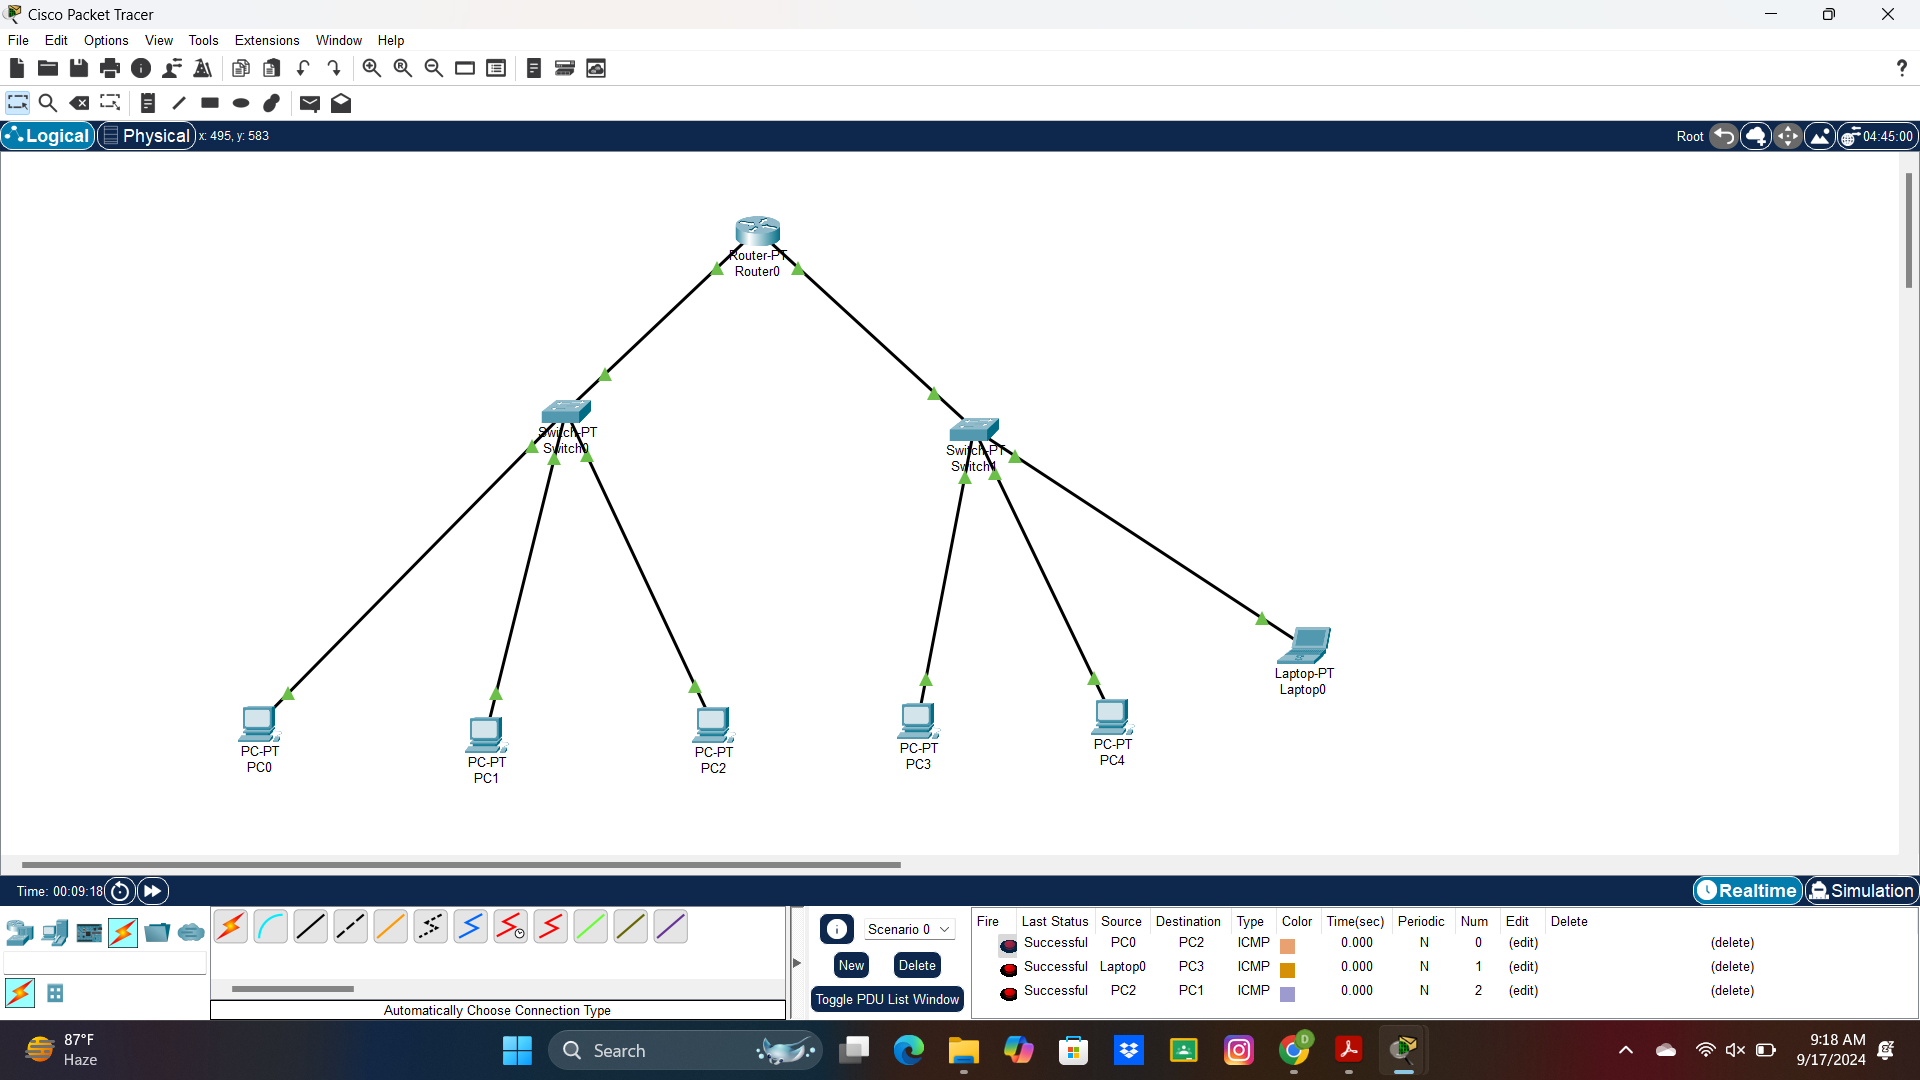 Cisco Packet Tracer
File Edit Options View Tools Extensions Window Help
?
Logical Physical x: 495, y: 583 Root 04:45:00
Router-PT
Router0
Switch-PT
Switch0
Switch-PT
Switch1
Laptop-PT
Laptop0
PC-PT
PC0
PC-PT
PC1
PC-PT
PC2
PC-PT
PC3
PC-PT
PC4
Time: 00:09:18 Realtime Simulation
Scenario 0
New Delete
Toggle PDU List Window
Automatically Choose Connection Type
Fire Last Status Source Destination Type Color Time(sec) Periodic Num Edit Delete
Successful PC0 PC2 ICMP 0.000 N 0 (edit) (delete)
Successful Laptop0 PC3 ICMP 0.000 N 1 (edit) (delete)
Successful PC2 PC1 ICMP 0.000 N 2 (edit) (delete)
87°F
Haze
Search
D
9:18 AM
9/17/2024